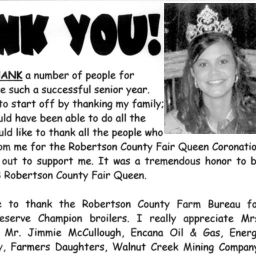 NK YOU!
ANK a number of people for
e such a successful senior year.
to start off by thanking my family;
uld have been able to do all the
uld like to thank all the people who
om me for the Robertson County Fair Queen Coronatio
out to support me. It was a tremendous honor to b
Robertson County Fair Queen.
e to thank the Robertson County Farm Bureau fo
eserve Champion broilers. I really appreciate Mrs
Mr. Jimmie McCullough, Encana Oil & Gas, Energ
y, Farmers Daughters, Walnut Creek Mining Company